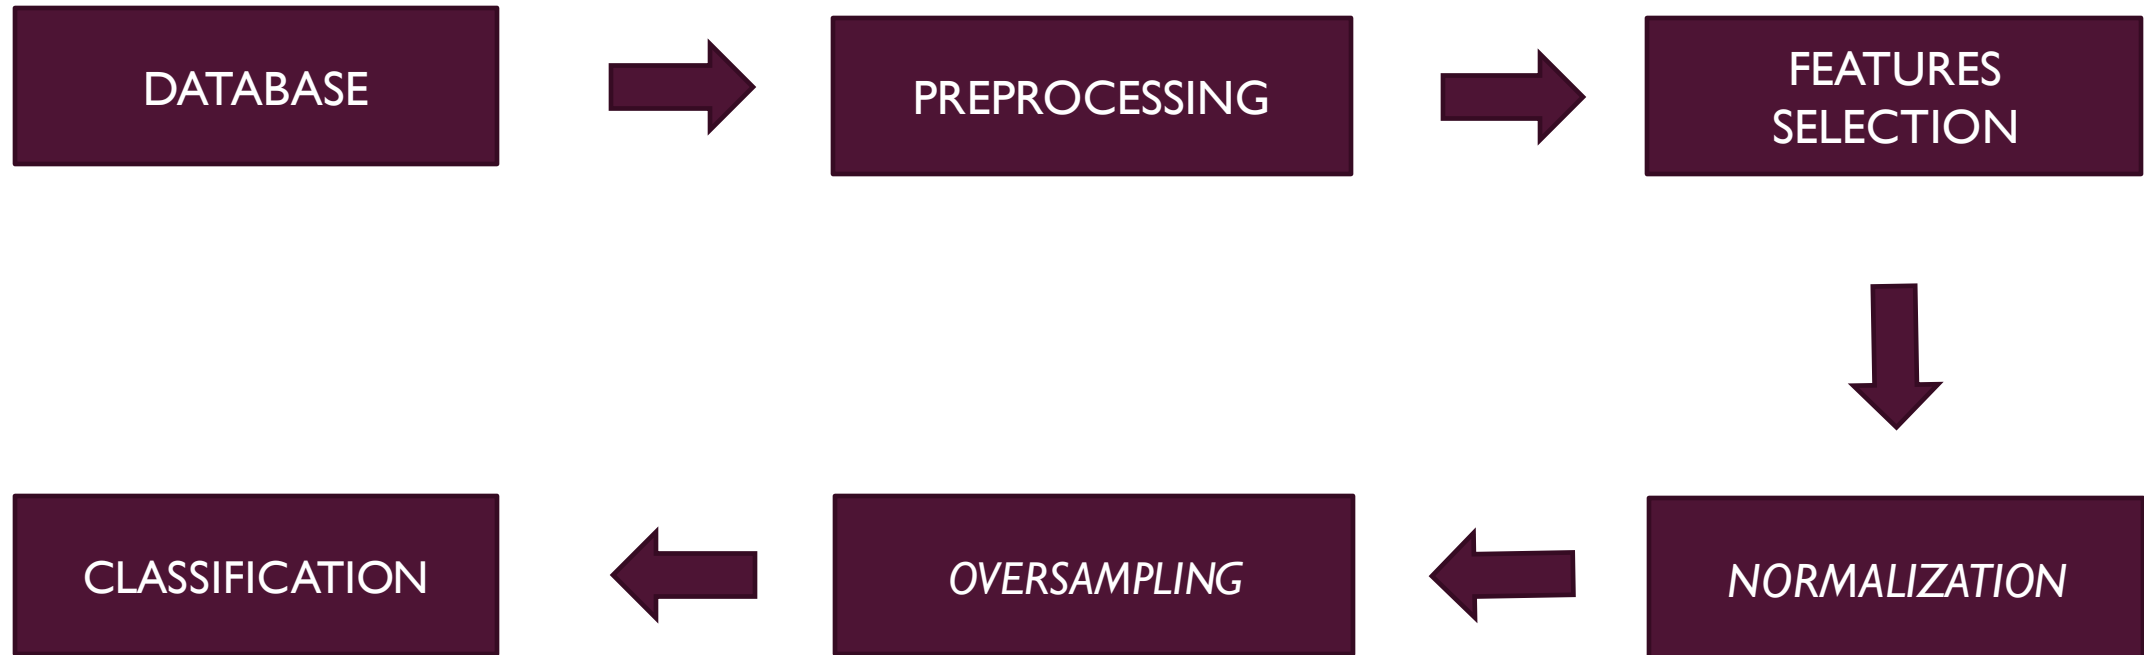 DATABASE
PREPROCESSING
FEATURES
SELECTION
NORMALIZATION
OVERSAMPLING
CLASSIFICATION